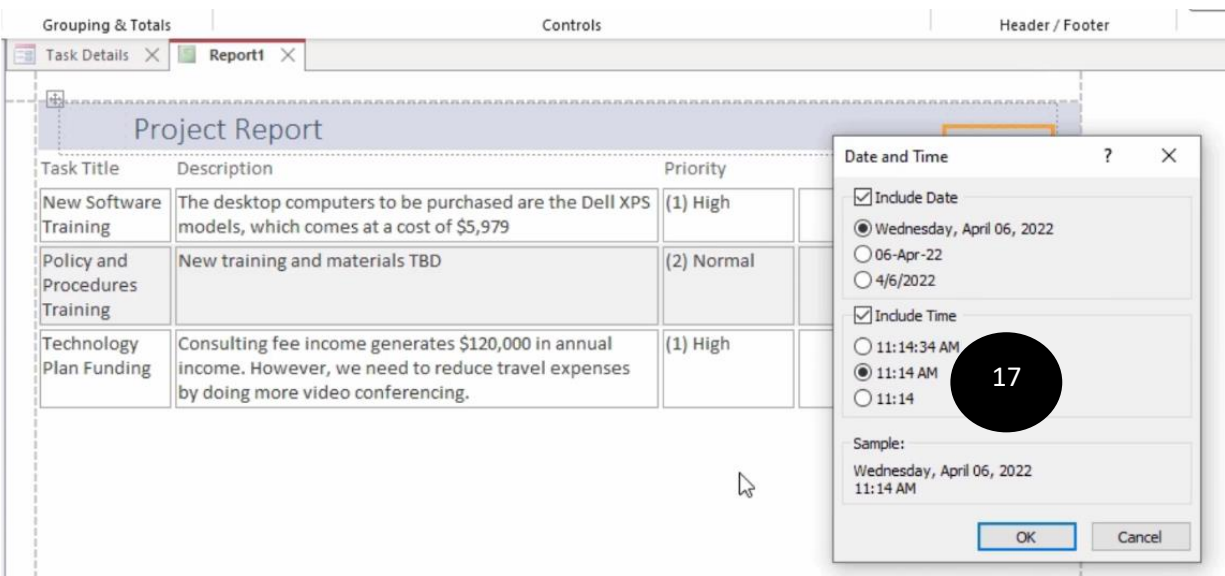 Grouping & Totals Controls Header / Footer
Task Details Report1
Project Report
Task Title Description Priority
New Software Training
The desktop computers to be purchased are the Dell XPS
models, which comes at a cost of $5,979
(1) High
Policy and
Procedures
Training
New training and materials TBD
(2) Normal
Technology
Plan Funding
Consulting fee income generates $120,000 in annual
income. However, we need to reduce travel expenses
by doing more video conferencing.
(1) High
Date and Time ?
Include Date
Wednesday, April 06, 2022
06-Apr-22
4/6/2022
Include Time
11:14:34 AM
11:14 AM
11:14
17
Sample:
Wednesday, April 06, 2022
11:14 AM
OK Cancel